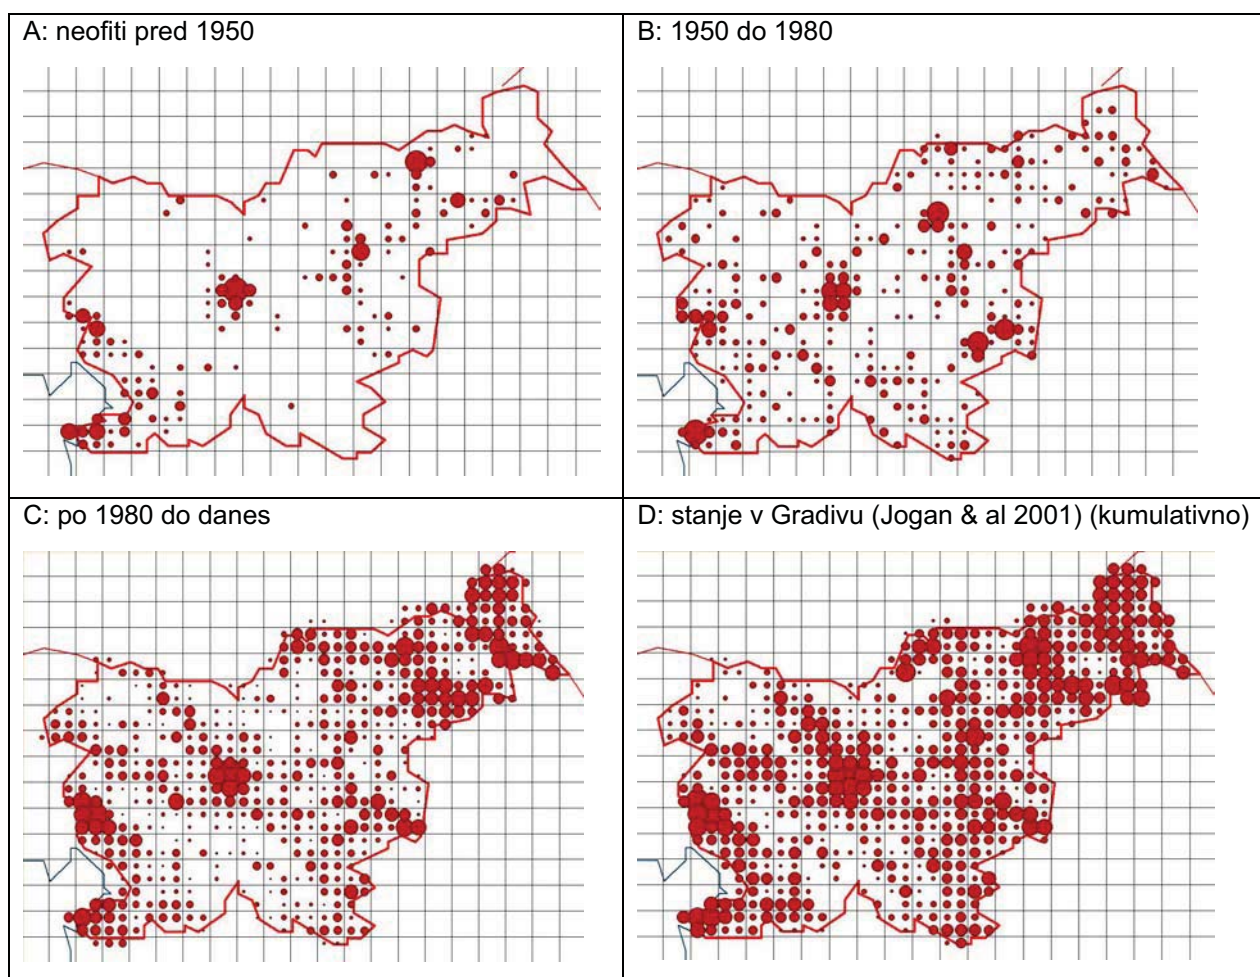 A: neofiti pred 1950
B: 1950 do 1980
C: po 1980 do danes
D: stanje v Gradivu (Jogan & al 2001) (kumulativno)